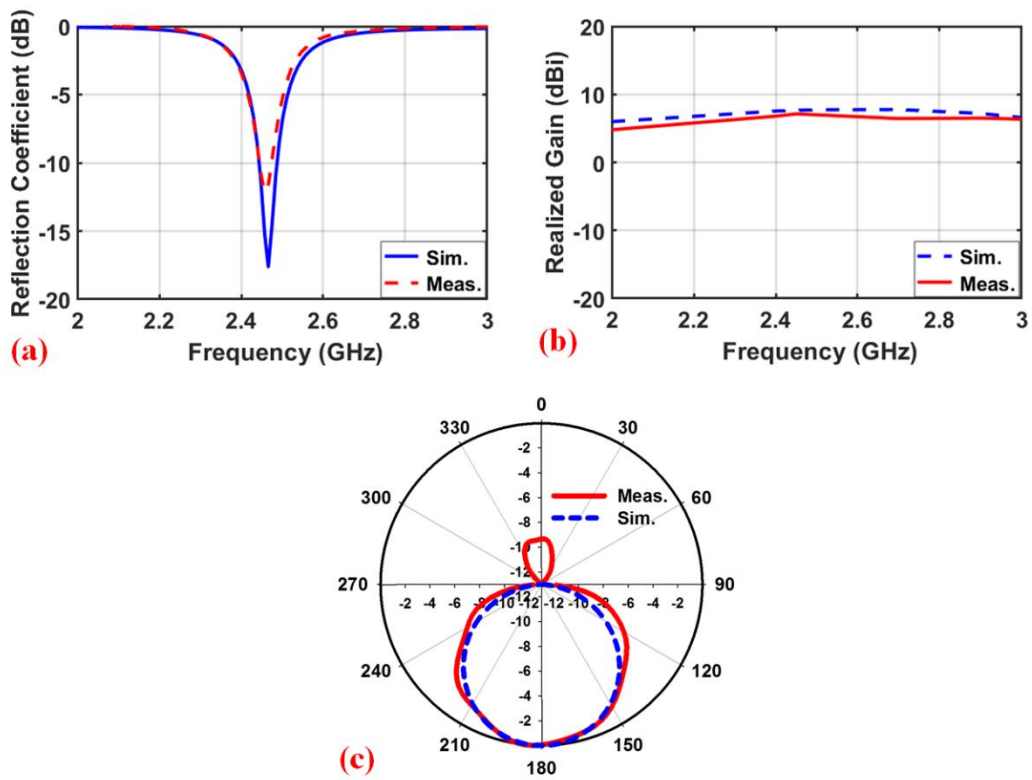 0
-5
-10
-15
-20
Reflection Coefficient (dB)
Sim.
Meas.
2 2.2 2.4 2.6 2.8 3
Frequency (GHz)
(a)
20
10
0
-10
-20
Realized Gain (dBi)
Sim.
Meas.
2 2.2 2.4 2.6 2.8 3
Frequency (GHz)
(b)
0
330 30
-2
-4
300 -6 Meas. 60
-8 Sim.
-10
-12
270 90
-2 -4 -6 -8 -10 -12 -12 -10 -8 -6 -4 -2
-12
-10
-8
240 -6 120
-4
-2
210 150
180
(c)